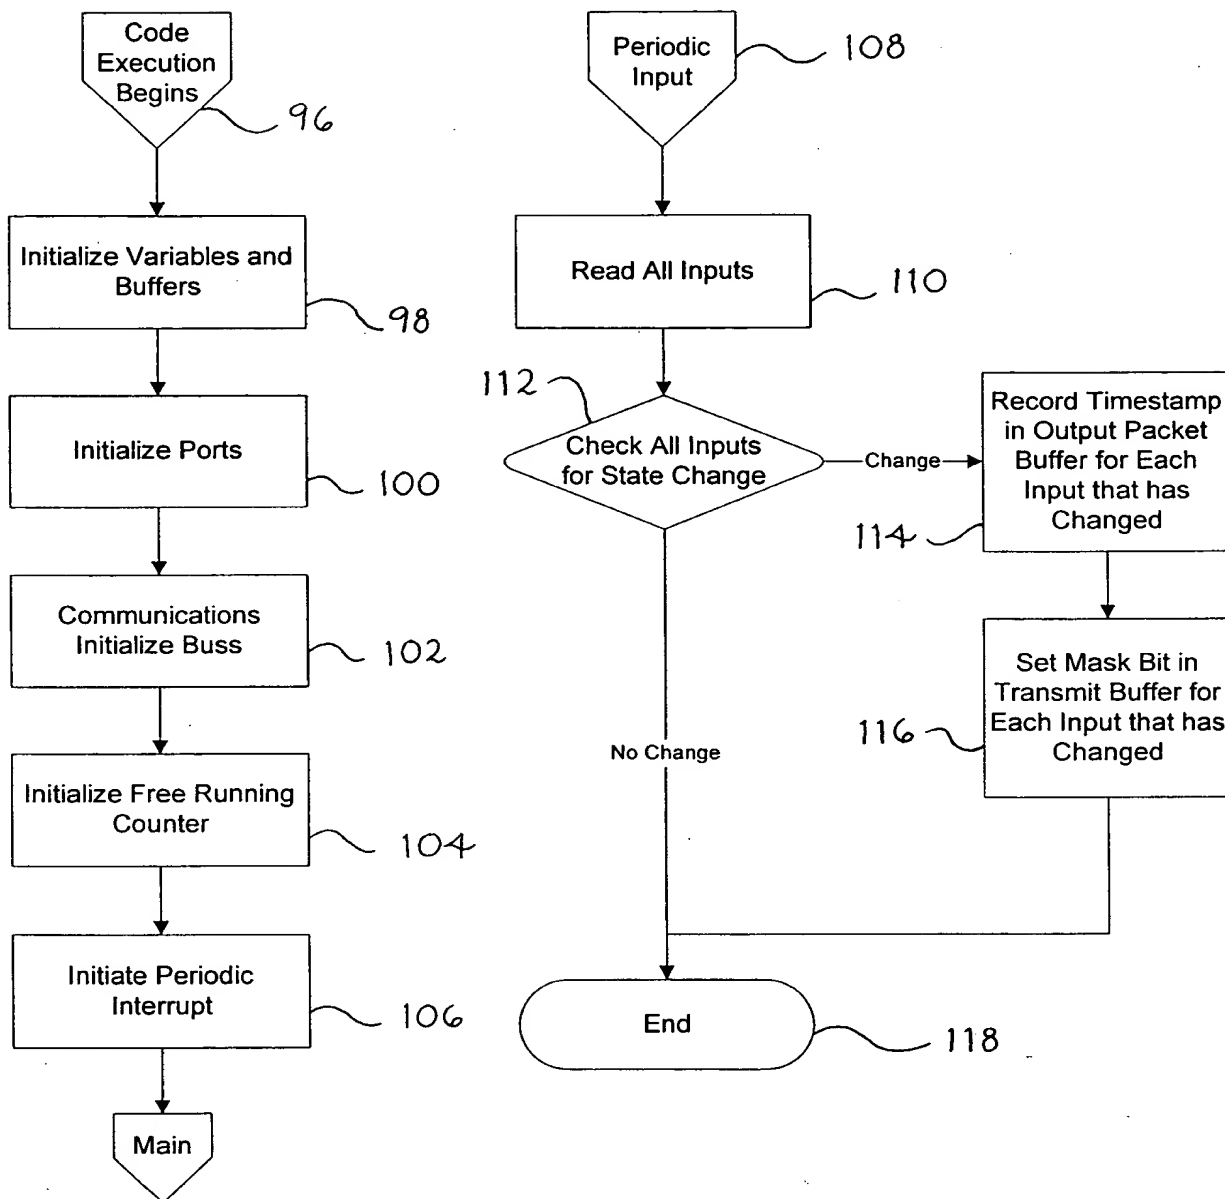 Code
Execution
Begins
96
Initialize Variables and
Buffers
98
Initialize Ports
100
Communications
Initialize Buss
102
Initialize Free Running
Counter
104
Initiate Periodic
Interrupt
106
Main
Periodic
Input
108
Read All Inputs
110
112
Check All Inputs
for State Change
Change
Record Timestamp
in Output Packet
Buffer for Each
Input that has
Changed
114
Set Mask Bit in
Transmit Buffer for
Each Input that has
Changed
116
No Change
End
118